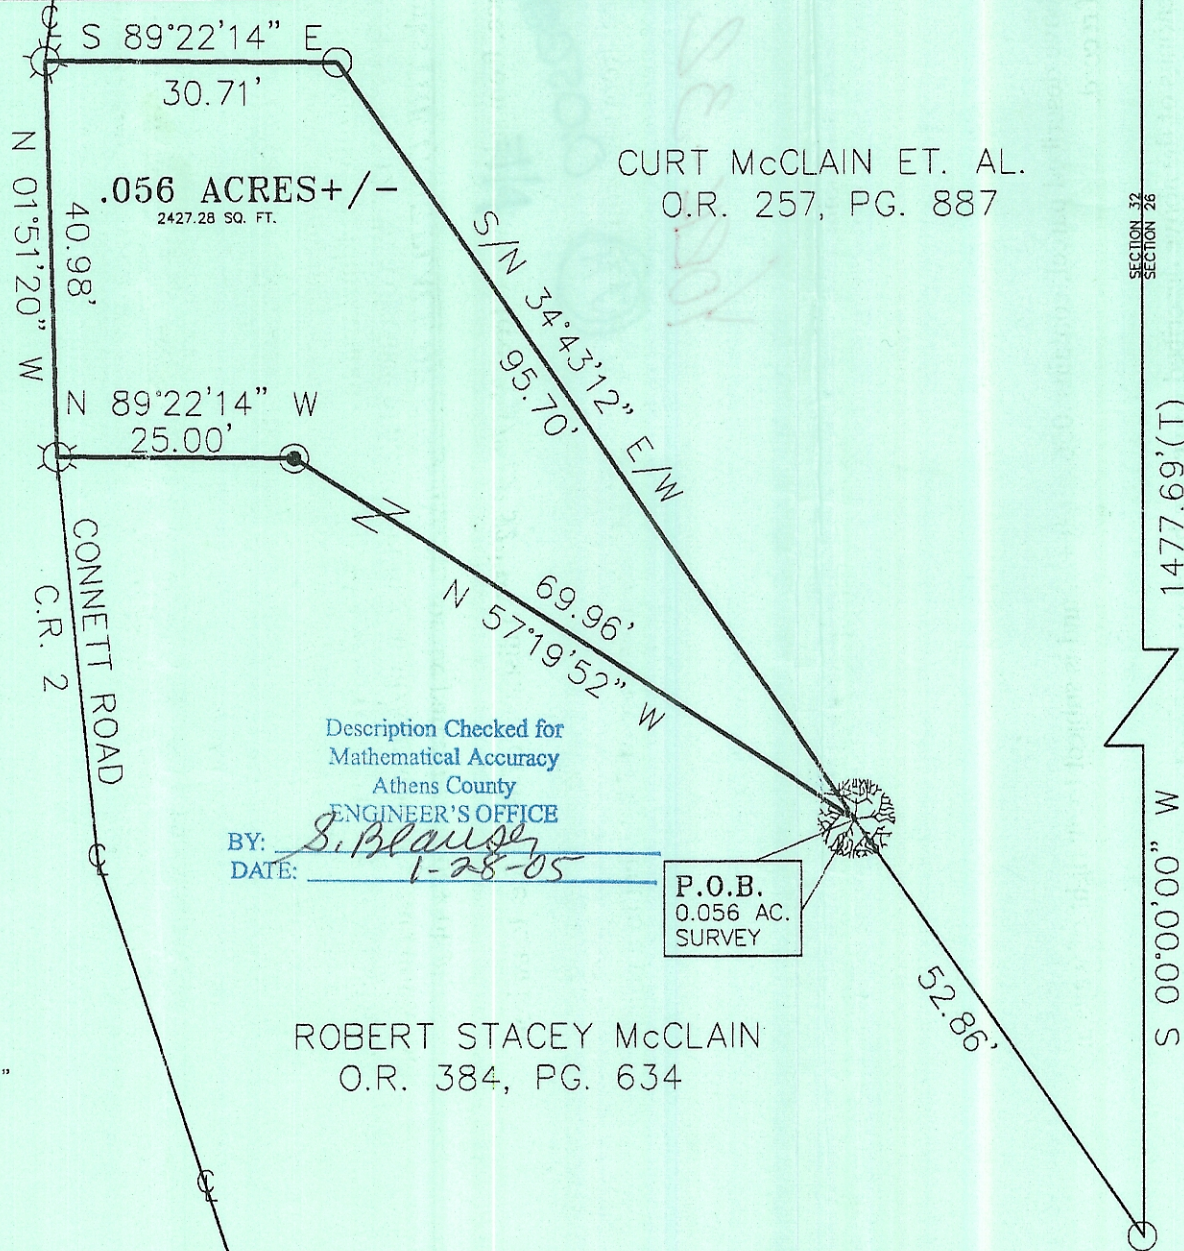 S 89°22'14" E
30.71'
N 01°51'20" W
40.98'
.056 ACRES+/-
2427.28 SQ. FT.
CURT McCLAIN ET. AL.
O.R. 257, PG. 887
SECTION 32
SECTION 26
S/N 34°43'12" E/W
95.70'
N 89°22'14" W
25.00'
1477.69'(T)
S 00°00'00" W
69.96'
N 57°19'52" W
CONNETT ROAD
C.R. 2
Description Checked for
Mathematical Accuracy
Athens County
ENGINEER'S OFFICE
BY: S. Blauser
DATE: 1-28-05
P.O.B.
0.056 AC.
SURVEY
52.86'
ROBERT STACEY McCLAIN
O.R. 384, PG. 634